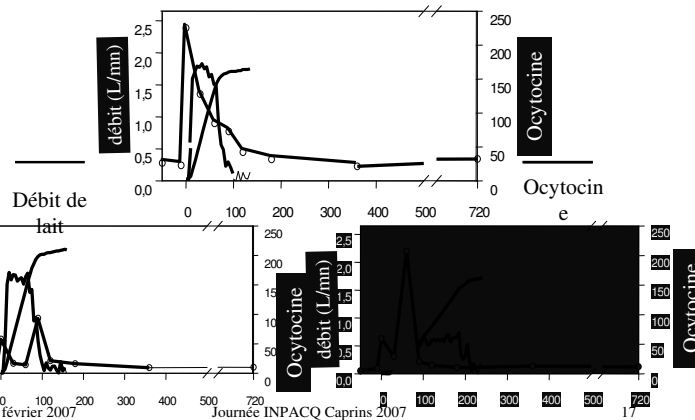 débit (L/mn)
2,5
2,0
1,5
1,0
0,5
0,0
250
200
150
100
50
0
Ocytocine
0 100 200 300 400 500 720
Débit de
lait
Ocytocin
e
250
200
150
100
50
0
Ocytocine
0 100 200 300 400 500 720
débit (L/mn)
2,5
2,0
1,5
1,0
0,5
0,0
250
200
150
100
50
0
Ocytocine
0 100 200 300 400 500 720
février 2007
Journée INPACQ Caprins 2007
17